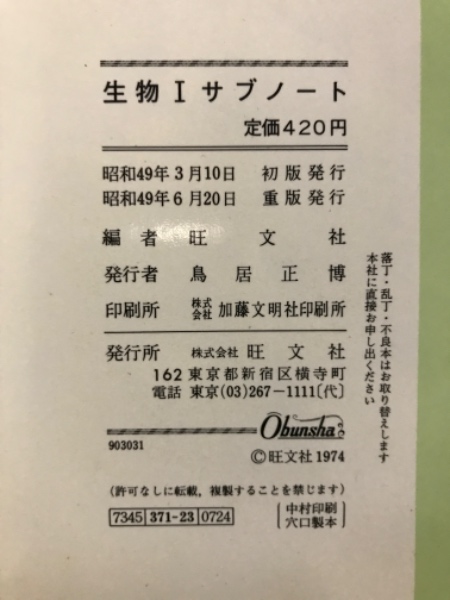 生物Ⅰサブノート
定価420円
昭和49年3月10日 初版発行
昭和49年6月20日 重版発行
編者 旺文社
発行者 鳥居正博
印刷所 株式会社 加藤文明社印刷所
発行所 株式会社 旺文社
162 東京都新宿区横寺町
電話 東京(03)267-1111〔代〕
Obunsha
903031
©旺文社1974
(許可なしに転載，複製することを禁じます)
7345 371-23 0724
中村印刷
穴口製本
落丁・乱丁・不良本はお取り替えします
本社に直接お申し出ください